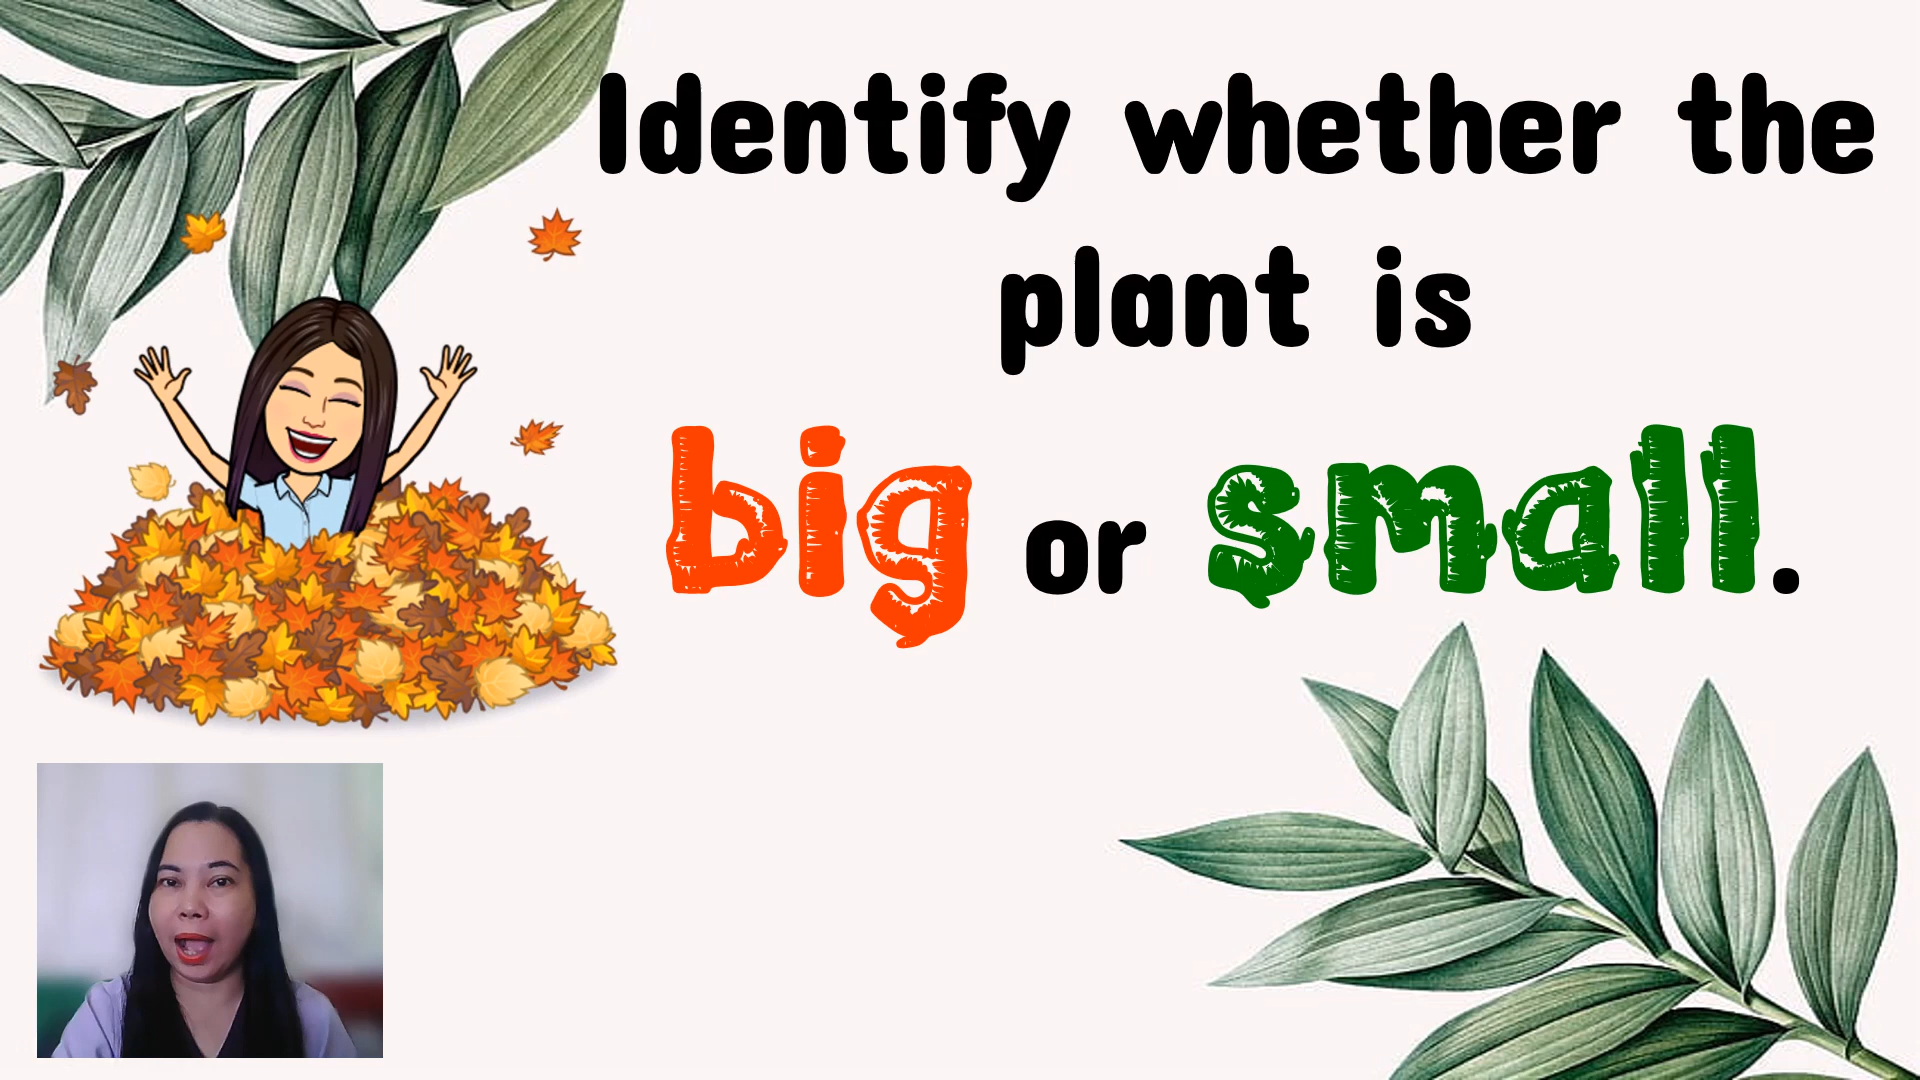 Identify whether the
plant is
big or small.